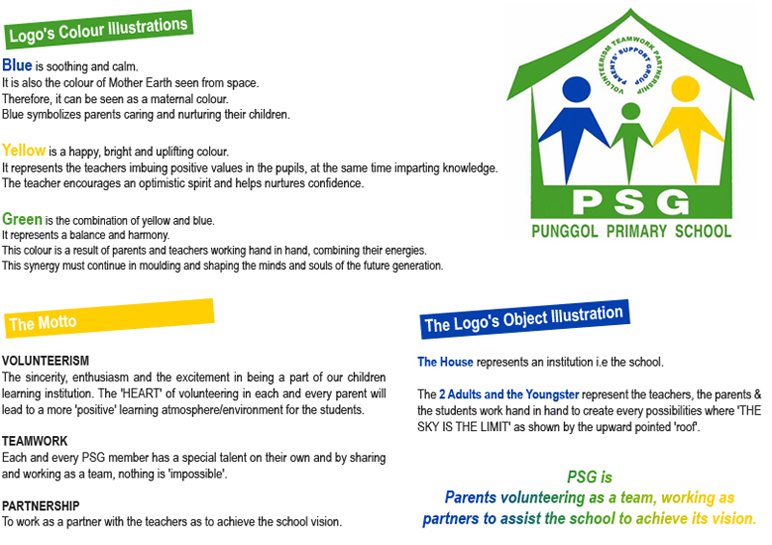 Logo's Colour Illustrations
Blue is soothing and calm.
It is also the colour of Mother Earth seen from space.
Therefore, it can be seen as a maternal colour.
Blue symbolizes parents caring and nurturing their children.
Yellow is a happy, bright and uplifting colour.
It represents the teachers imbuing positive values in the pupils, at the same time imparting knowledge.
The teacher encourages an optimistic spirit and helps nurtures confidence.
Green is the combination of yellow and blue.
It represents a balance and harmony.
This colour is a result of parents and teachers working hand in hand, combining their energies.
This synergy must continue in moulding and shaping the minds and souls of the future generation.
VOLUNTEERISM TEAMWORK PARTNERSHIP
PARENTS' SUPPORT GROUP
PSG
PUNGGOL PRIMARY SCHOOL
The Motto
VOLUNTEERISM
The sincerity, enthusiasm and the excitement in being a part of our children
learning institution. The 'HEART' of volunteering in each and every parent will
lead to a more 'positive' learning atmosphere/environment for the students.
TEAMWORK
Each and every PSG member has a special talent on their own and by sharing
and working as a team, nothing is 'impossible'.
PARTNERSHIP
To work as a partner with the teachers as to achieve the school vision.
The Logo's Object Illustration
The House represents an institution i.e the school.
The 2 Adults and the Youngster represent the teachers, the parents &
the students work hand in hand to create every possibilities where 'THE
SKY IS THE LIMIT' as shown by the upward pointed 'roof'.
PSG is
Parents volunteering as a team, working as
partners to assist the school to achieve its vision.